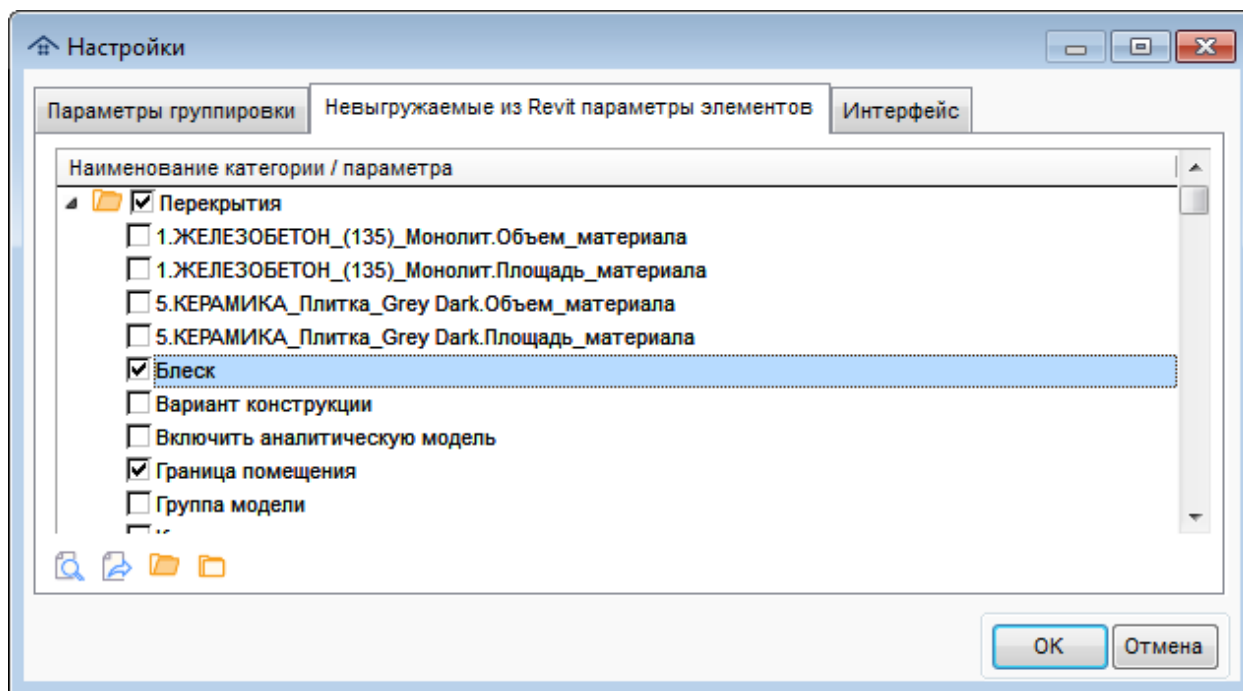 Настройки
Параметры группировки Невыгружаемые из Revit параметры элементов Интерфейс
Наименование категории / параметра
Перекрытия
1.ЖЕЛЕЗОБЕТОН_(135)_Монолит.Объем_материала
1.ЖЕЛЕЗОБЕТОН_(135)_Монолит.Площадь_материала
5.КЕРАМИКА_Плитка_Grey Dark.Объем_материала
5.КЕРАМИКА_Плитка_Grey Dark.Площадь_материала
Блеск
Вариант конструкции
Включить аналитическую модель
Граница помещения
Группа модели
OK Отмена